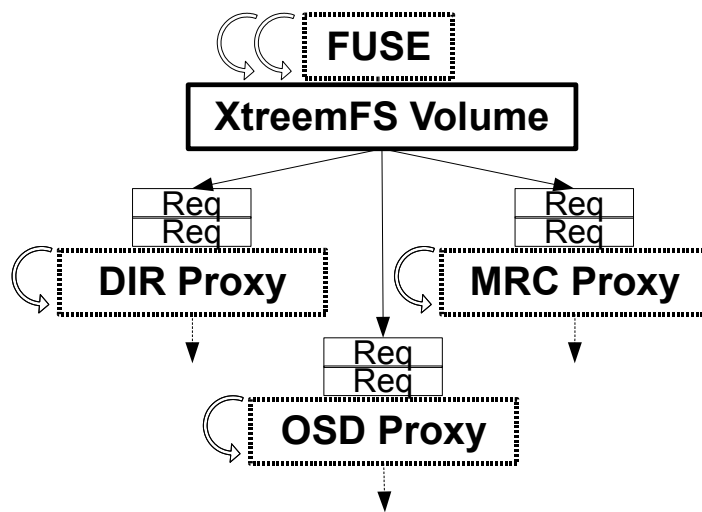 FUSE
XtreemFS Volume
Req
Req
DIR Proxy
Req
Req
MRC Proxy
Req
Req
OSD Proxy